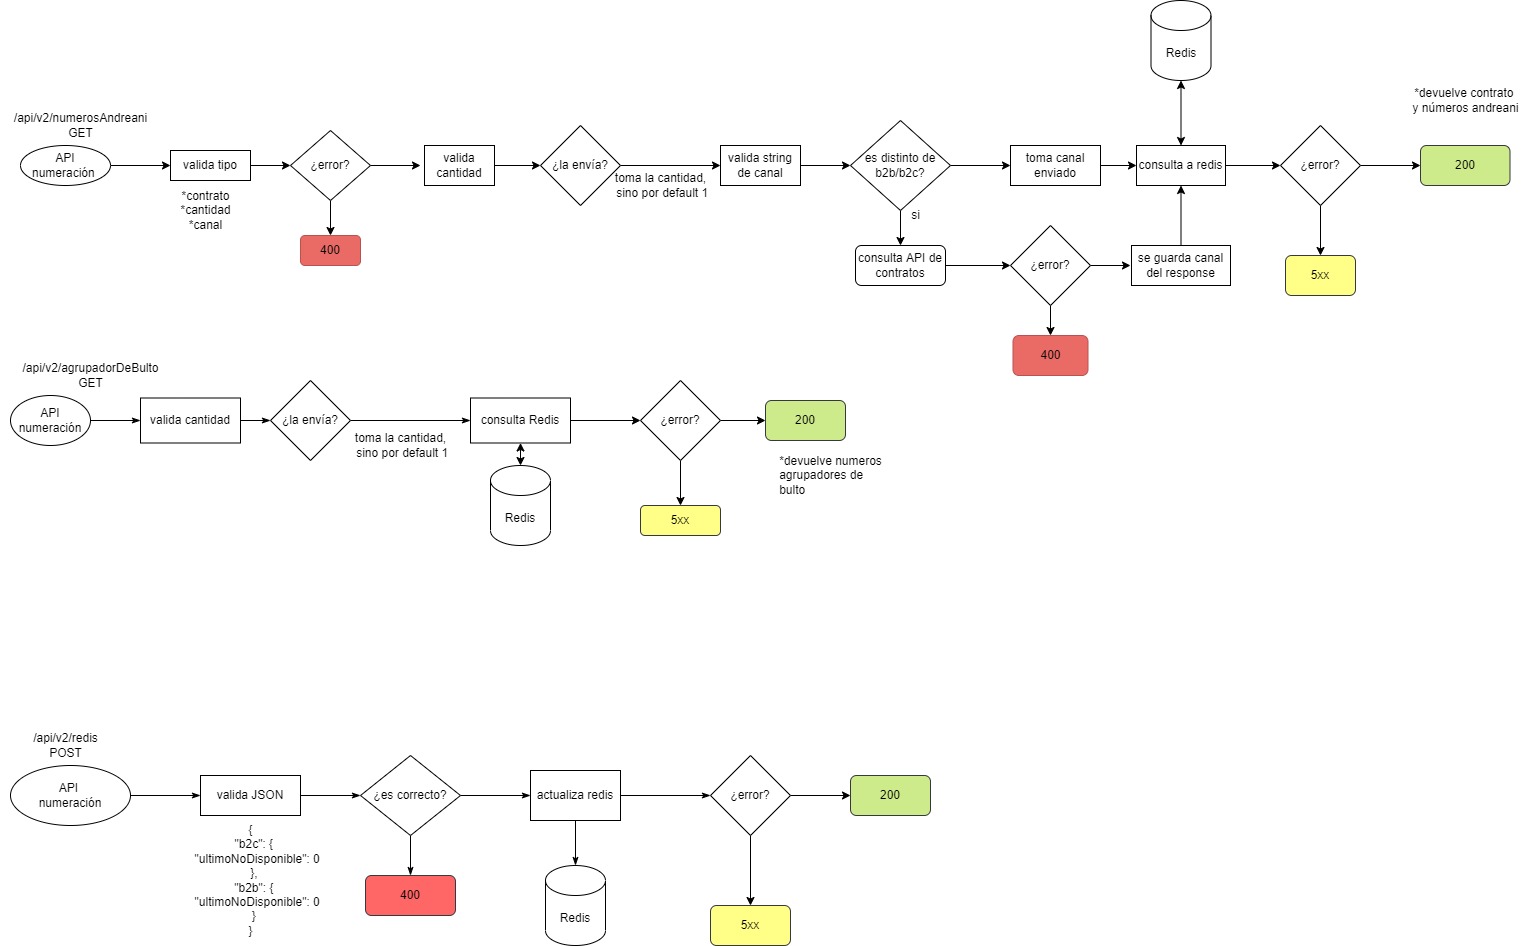 /api/v2/numerosAndreani
GET
API
numeración
valida tipo
*contrato
*cantidad
*canal
¿error?
400
valida
cantidad
¿la envía?
toma la cantidad,
sino por default 1
valida string
de canal
es distinto de
b2b/b2c?
si
toma canal
enviado
consulta API de
contratos
¿error?
400
se guarda canal
del response
Redis
consulta a redis
¿error?
5xx
*devuelve contrato
y números andreani
200
/api/v2/agrupadorDeBulto
GET
API
numeración
valida cantidad
¿la envía?
toma la cantidad,
sino por default 1
consulta Redis
Redis
¿error?
5xx
200
*devuelve numeros
agrupadores de
bulto
/api/v2/redis
POST
API
numeración
valida JSON
{
"b2c": {
"ultimoNoDisponible": 0
},
"b2b": {
"ultimoNoDisponible": 0
}
}
¿es correcto?
400
actualiza redis
Redis
¿error?
5xx
200